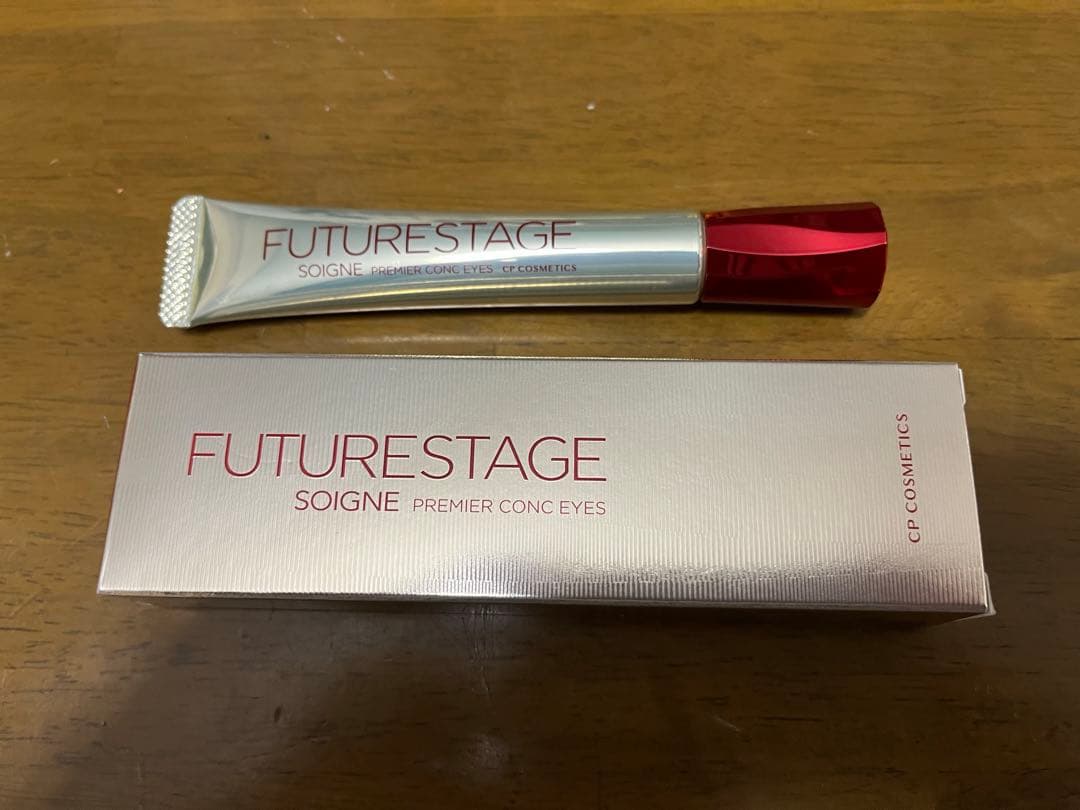 FUTURESTAGE
SOIGNE PREMIER CONC EYES CP COSMETICS
FUTURESTAGE
SOIGNE PREMIER CONC EYES
CP COSMETICS